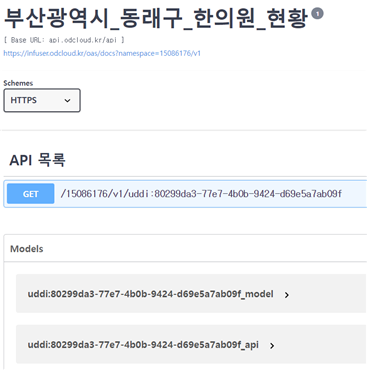 부산광역시_동래구_한의원_현황 1
[ Base URL: api.odcloud.kr/api ]
https://infuser.odcloud.kr/oas/docs?namespace=15086176/v1
Schemes
HTTPS
API 목록
GET /15086176/v1/uddi:80299da3-77e7-4b0b-9424-d69e5a7ab09f
Models
uddi:80299da3-77e7-4b0b-9424-d69e5a7ab09f_model
uddi:80299da3-77e7-4b0b-9424-d69e5a7ab09f_api